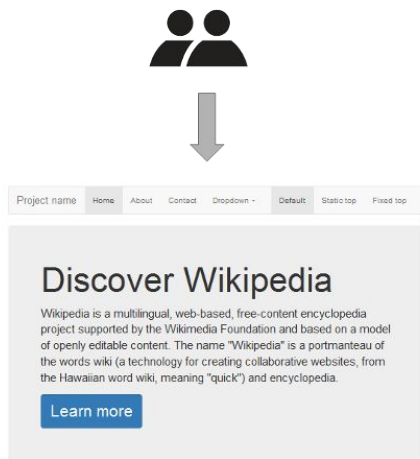 Project name Home About Contact Dropdown Default Static top Fixed top
Discover Wikipedia
Wikipedia is a multilingual, web-based, free-content encyclopedia
project supported by the Wikimedia Foundation and based on a model
of openly editable content. The name "Wikipedia" is a portmanteau of
the words wiki (a technology for creating collaborative websites, from
the Hawaiian word wiki, meaning "quick") and encyclopedia.
Learn more